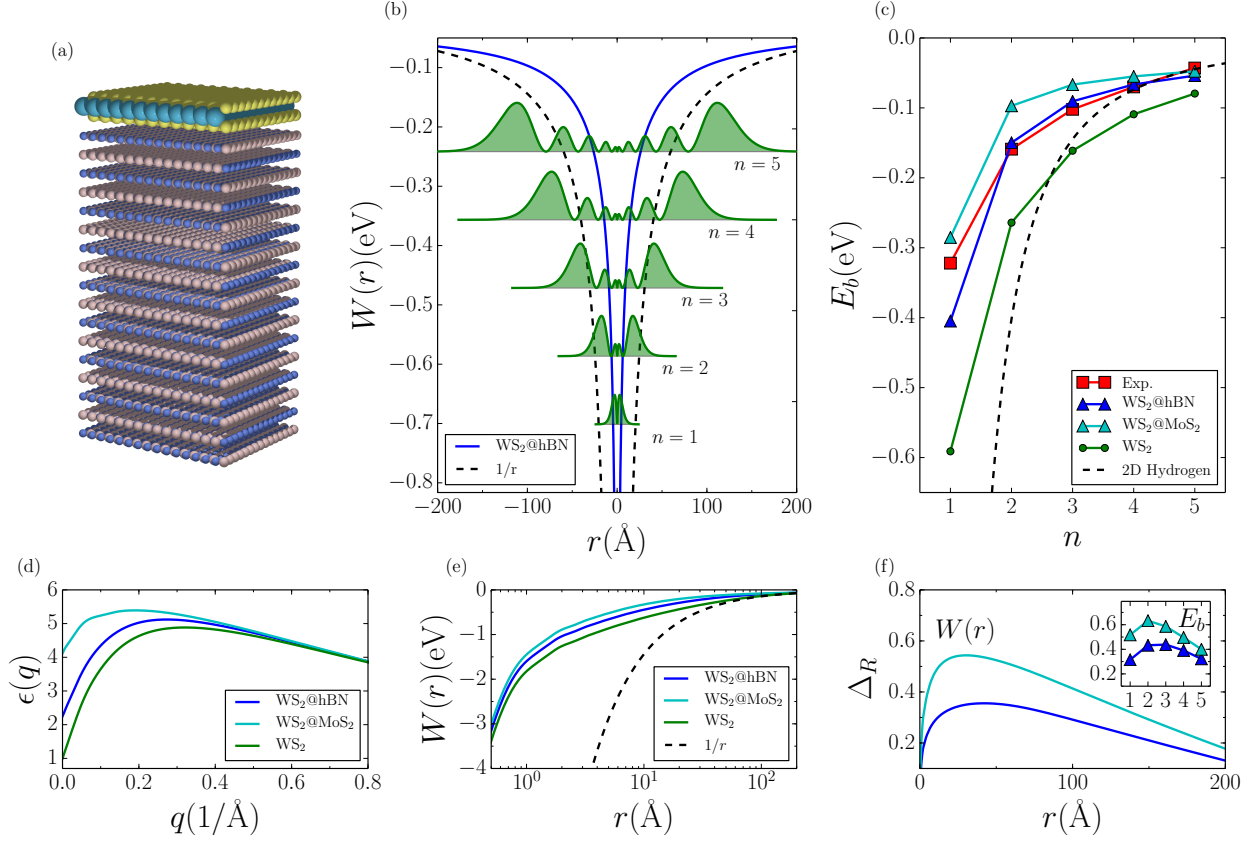 (a)
(b)
−0.1
−0.2
−0.3
−0.4
−0.5
−0.6
−0.7
−0.8
W(r)(eV)
n = 5
n = 4
n = 3
n = 2
n = 1
WS₂@hBN
1/r
−200
−100
0
100
200
r(Å)
(c)
0.0
−0.1
−0.2
−0.3
−0.4
−0.5
−0.6
E_b(eV)
Exp.
WS₂@hBN
WS₂@MoS₂
WS₂
2D Hydrogen
1
2
3
4
5
n
(d)
6
5
4
3
2
1
ϵ(q)
WS₂@hBN
WS₂@MoS₂
WS₂
0.0
0.2
0.4
0.6
0.8
q(1/Å)
(e)
0
−1
−2
−3
−4
W(r)(eV)
WS₂@hBN
WS₂@MoS₂
WS₂
1/r
10⁰
10¹
10²
r(Å)
(f)
0.8
0.6
0.4
0.2
Δ_R
W(r)
E_b
0.6
0.4
0.2
1 2 3 4 5
0
100
200
r(Å)